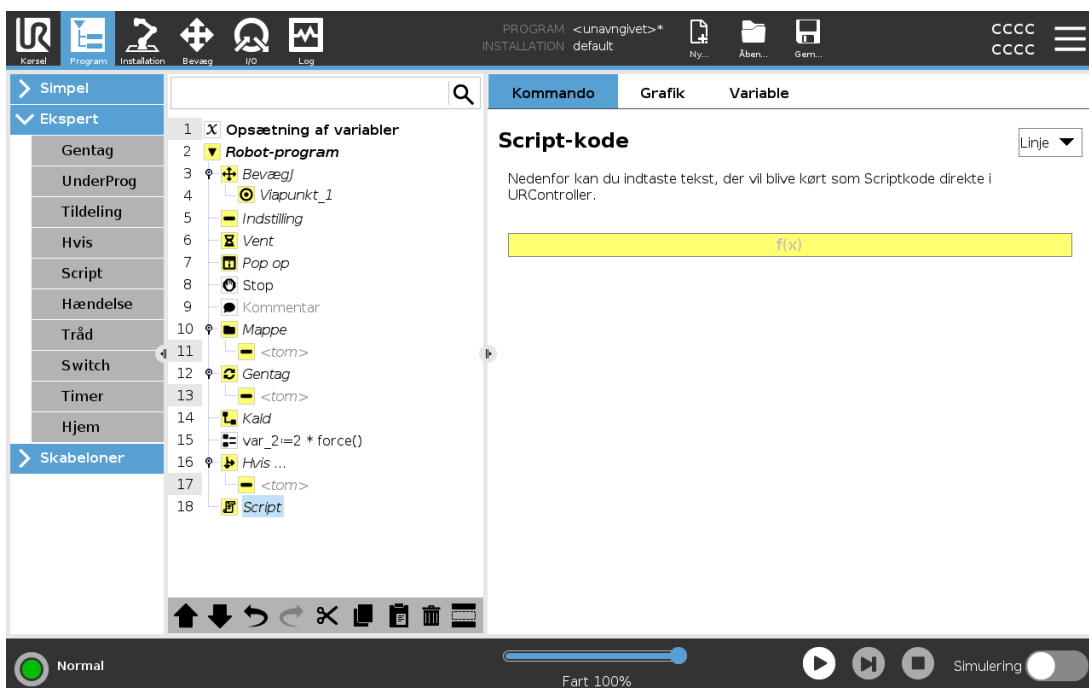 UR
Kørsel
Program
Installation
Bevæg
I/O
Log
PROGRAM <unavngivet>*
INSTALLATION default
Ny...
Åben...
Gem...
CCCC
CCCC
Simpel
Ekspert
Gentag
UnderProg
Tildeling
Hvis
Script
Hændelse
Tråd
Switch
Timer
Hjem
Skabeloner
1 X Opsætning af variabler
2 Robot-program
3 BevægJ
4 Viapunkt_1
5 Indstilling
6 Vent
7 Pop op
8 Stop
9 Kommentar
10 Mappe
11 <tom>
12 Gentag
13 <tom>
14 Kald
15 var_2:=2 * force()
16 Hvis ...
17 <tom>
18 Script
Kommando Grafik Variable
Script-kode
Linje
Nedenfor kan du indtaste tekst, der vil blive kørt som Scriptkode direkte i
URController.
f(x)
Normal
Fart 100%
Simulering